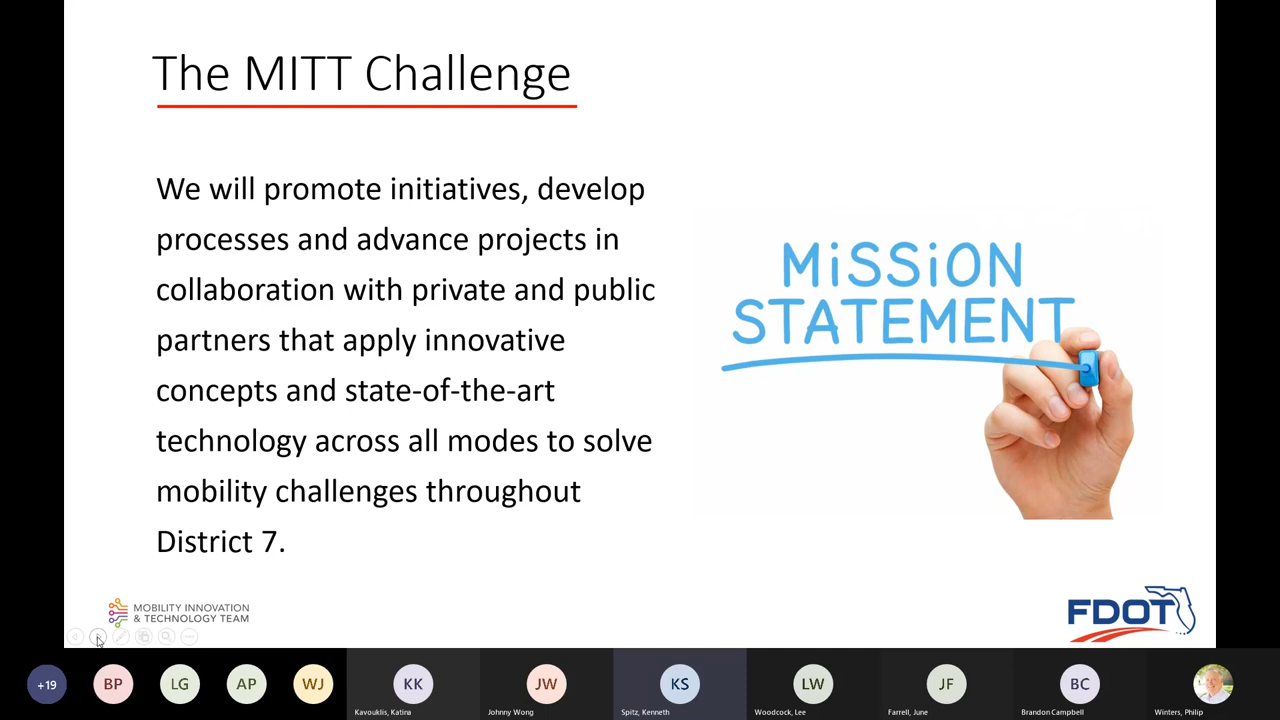 The MITT Challenge
We will promote initiatives, develop
processes and advance projects in
collaboration with private and public
partners that apply innovative
concepts and state-of-the-art
technology across all modes to solve
mobility challenges throughout
District 7.
MiSSiON
STATEMENT
MOBILITY INNOVATION
& TECHNOLOGY TEAM
FDOT
+19
BP
LG
AP
WJ
KK
Kavouklis, Katina
JW
Johnny Wong
KS
Spitz, Kenneth
LW
Woodcock, Lee
JF
Farrell, June
BC
Brandon Campbell
Winters, Philip